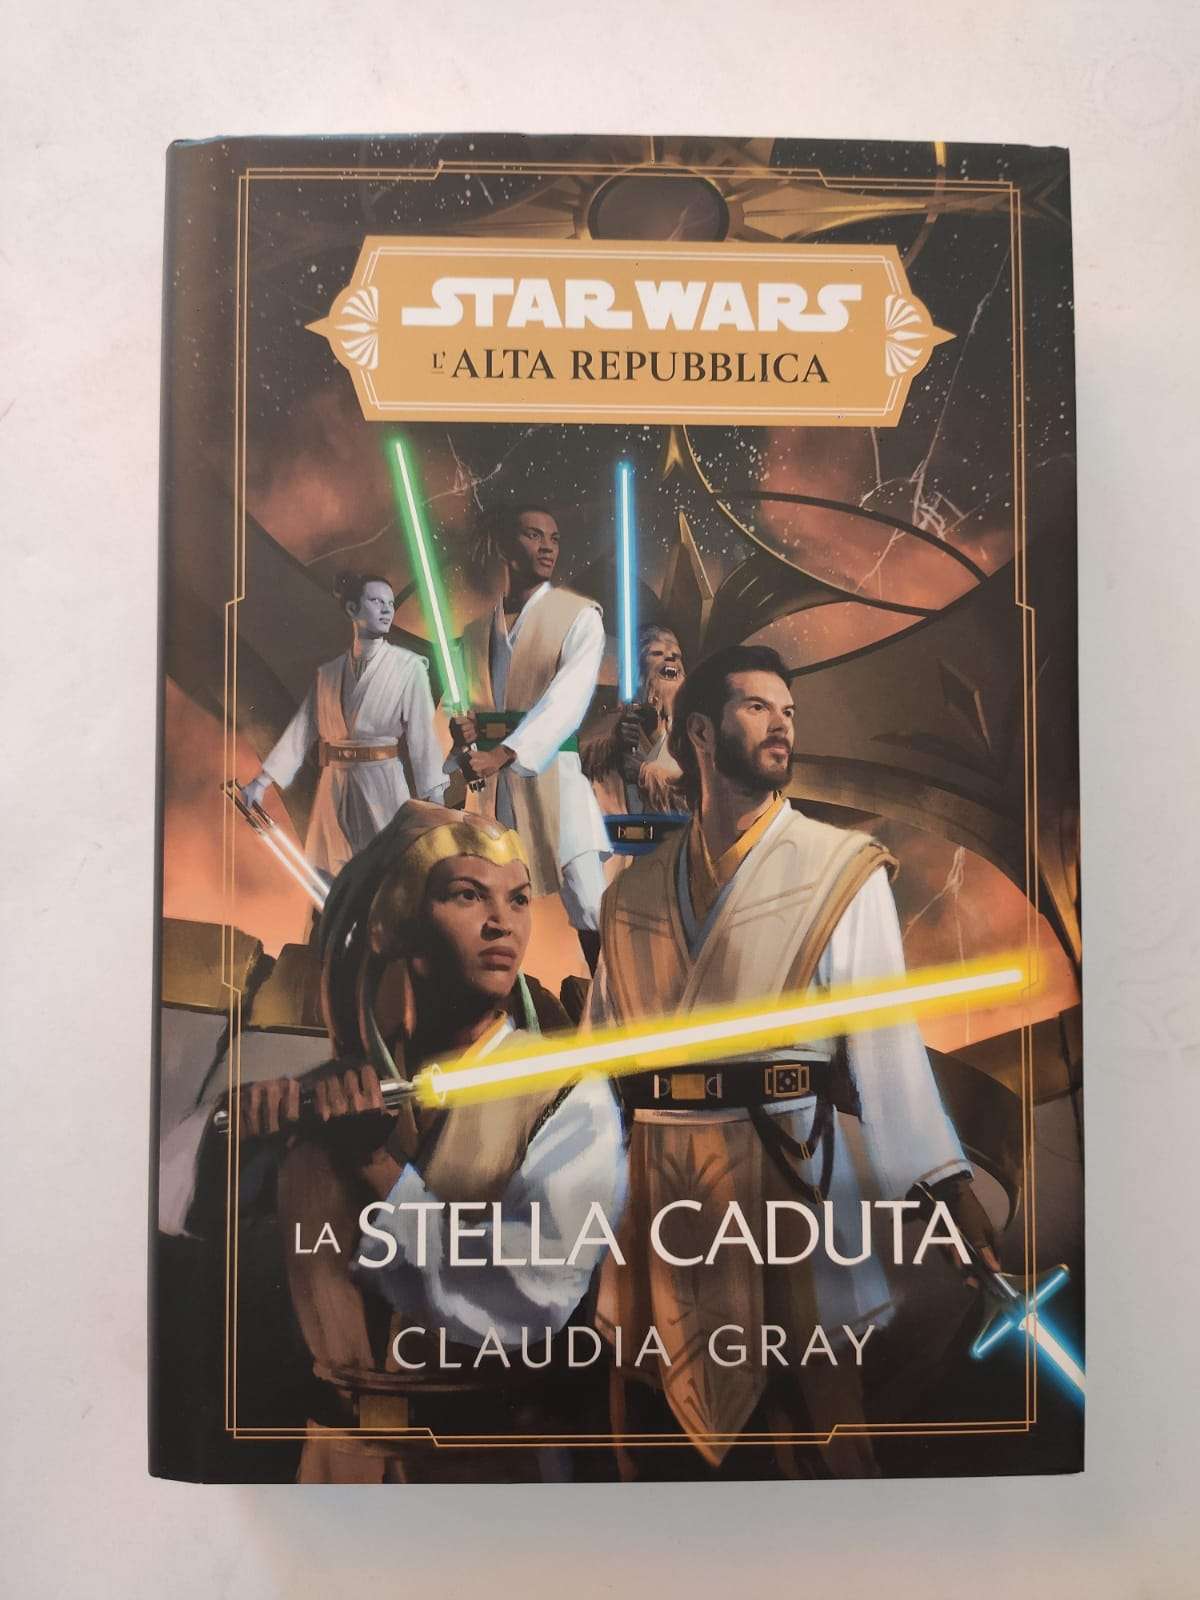 STAR WARS
L'ALTA REPUBBLICA
LA STELLA CADUTA
CLAUDIA GRAY